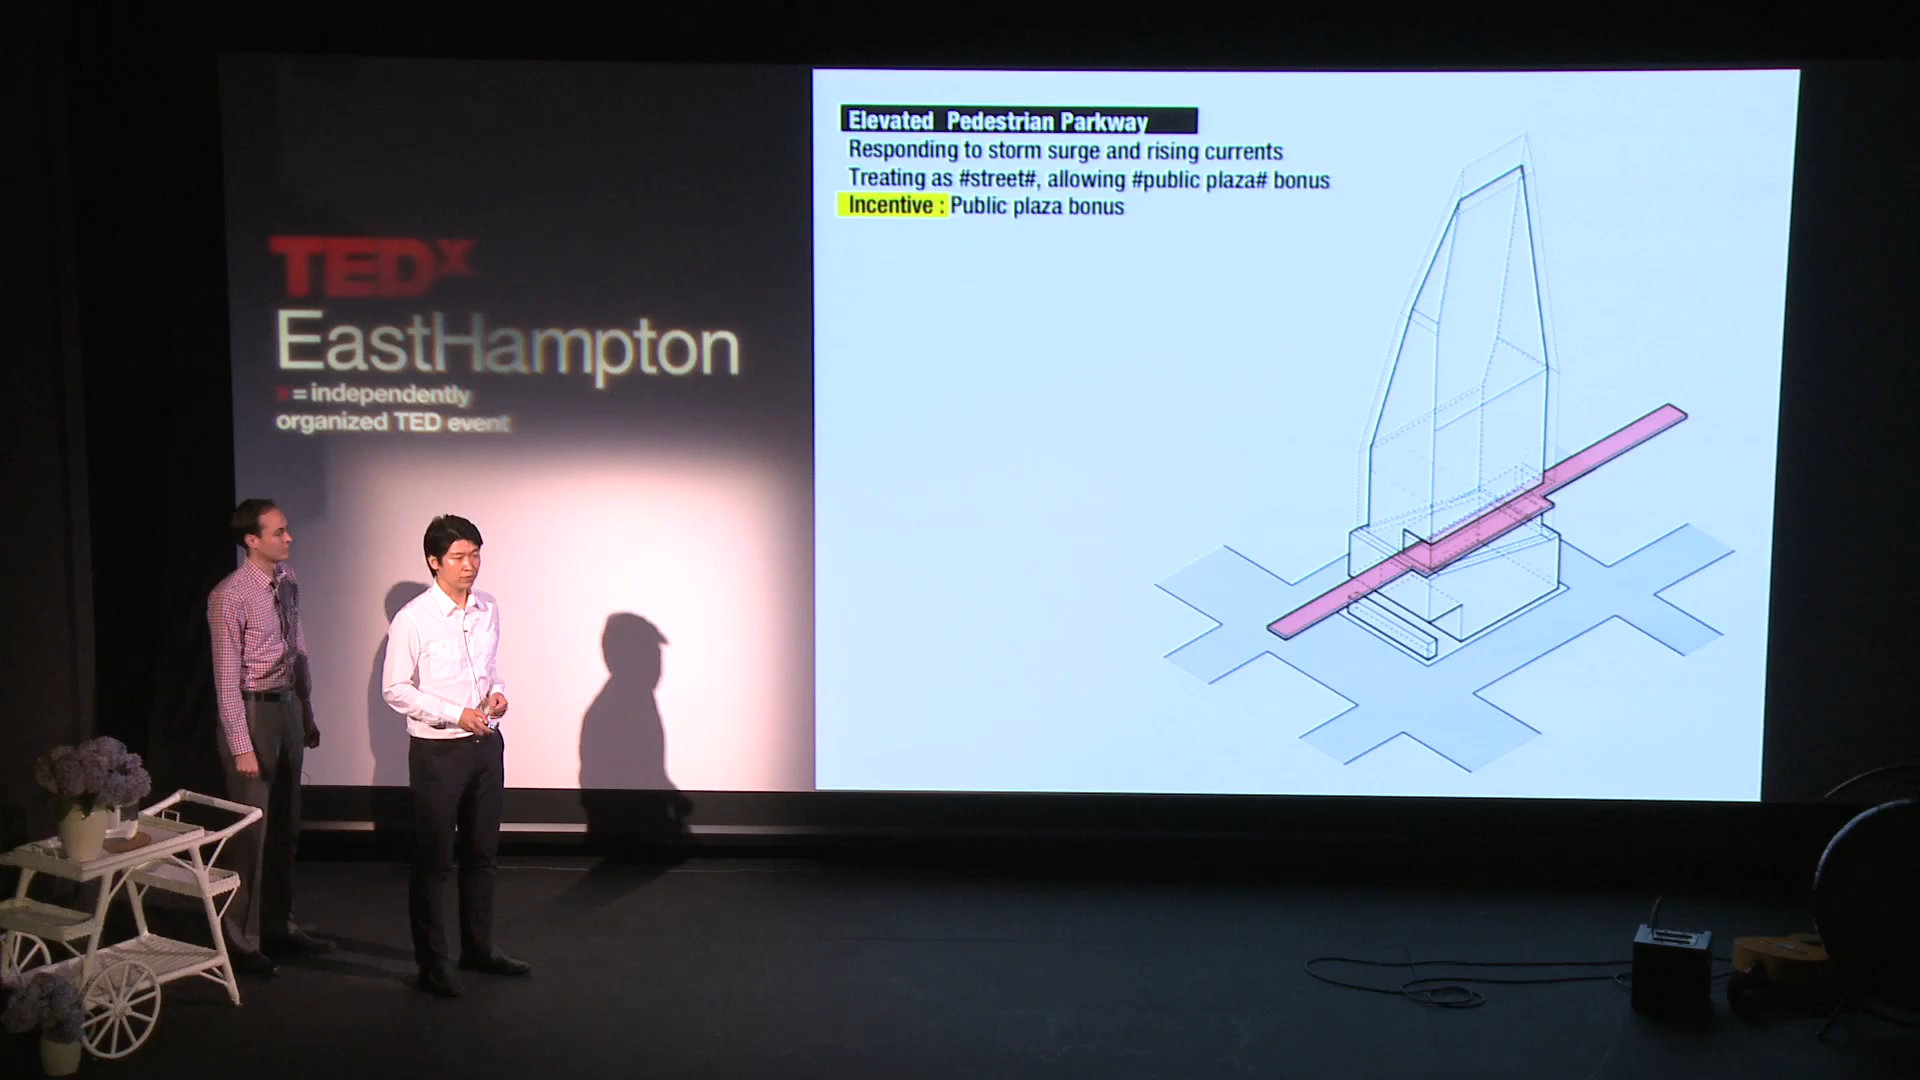 TEDx
EastHampton
x = independently
organized TED event
Elevated Pedestrian Parkway
Responding to storm surge and rising currents
Treating as #street#, allowing #public plaza# bonus
Incentive : Public plaza bonus